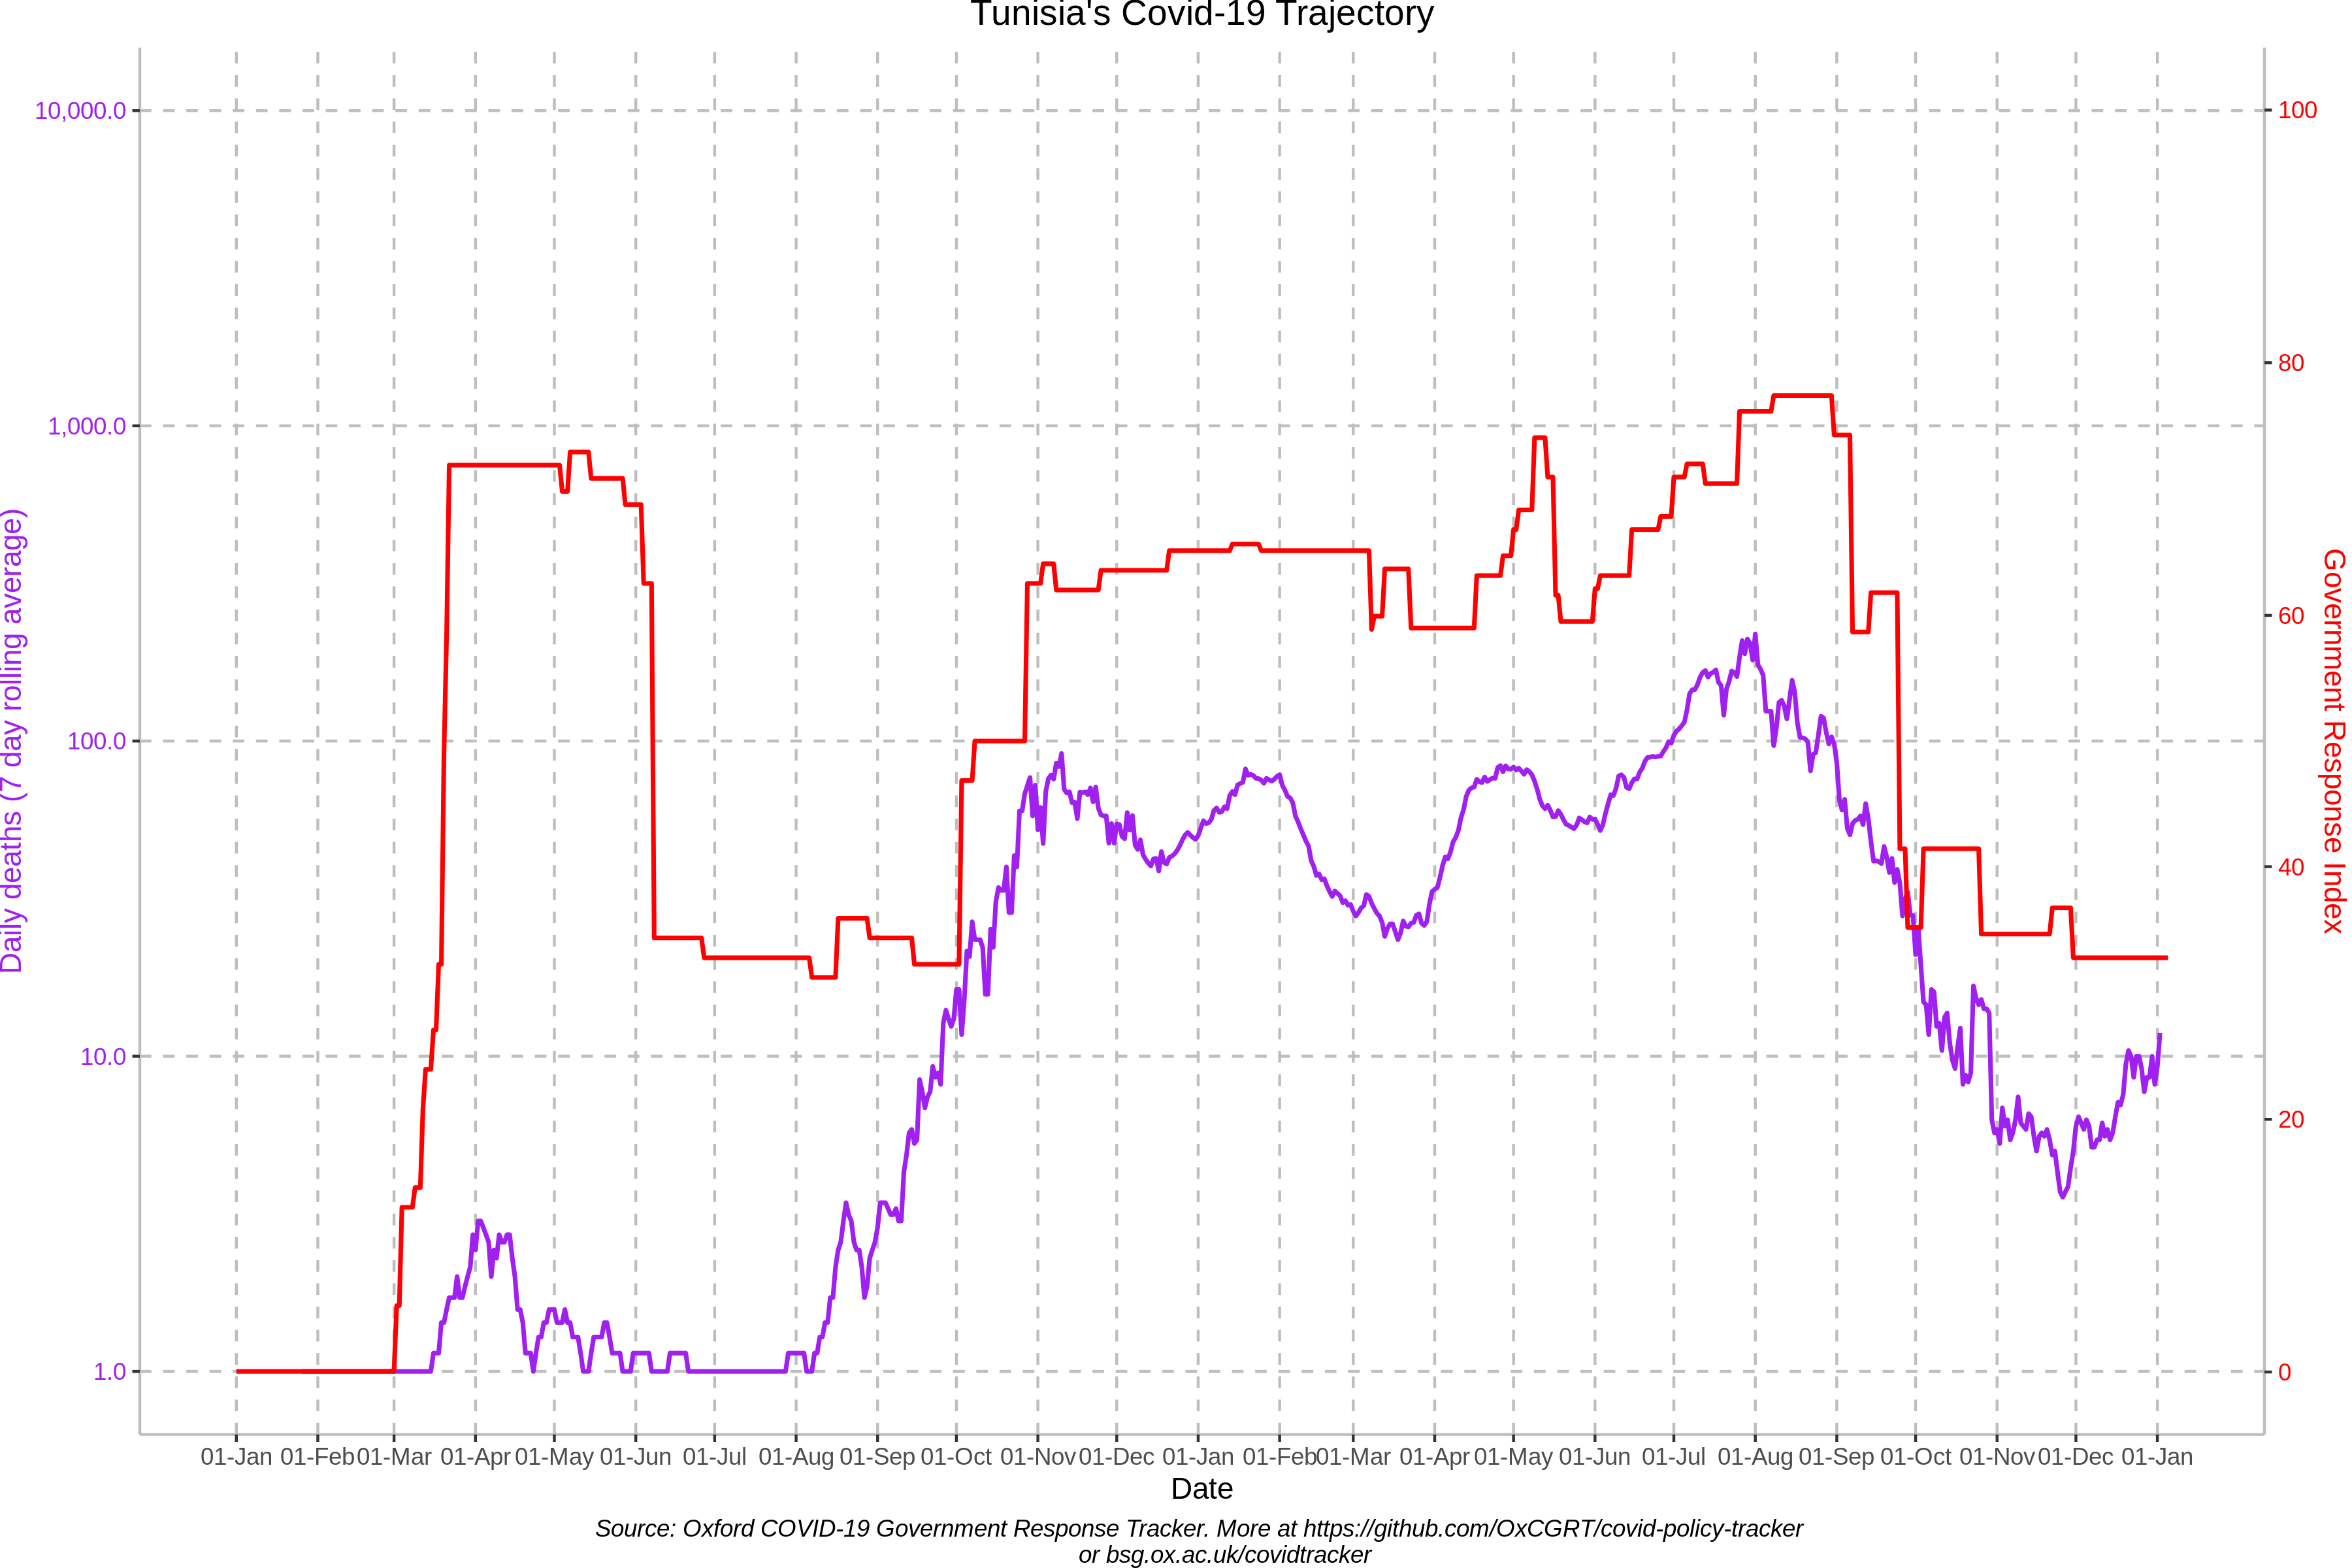 Tunisia's Covid-19 Trajectory
10,000.0
1,000.0
100.0
10.0
1.0
Daily deaths (7 day rolling average)
100
80
60
40
20
0
Government Response Index
01-Jan 01-Feb 01-Mar 01-Apr 01-May 01-Jun 01-Jul 01-Aug 01-Sep 01-Oct 01-Nov 01-Dec 01-Jan 01-Feb 01-Mar 01-Apr 01-May 01-Jun 01-Jul 01-Aug 01-Sep 01-Oct 01-Nov 01-Dec 01-Jan
Date
Source: Oxford COVID-19 Government Response Tracker. More at https://github.com/OxCGRT/covid-policy-tracker
or bsg.ox.ac.uk/covidtracker